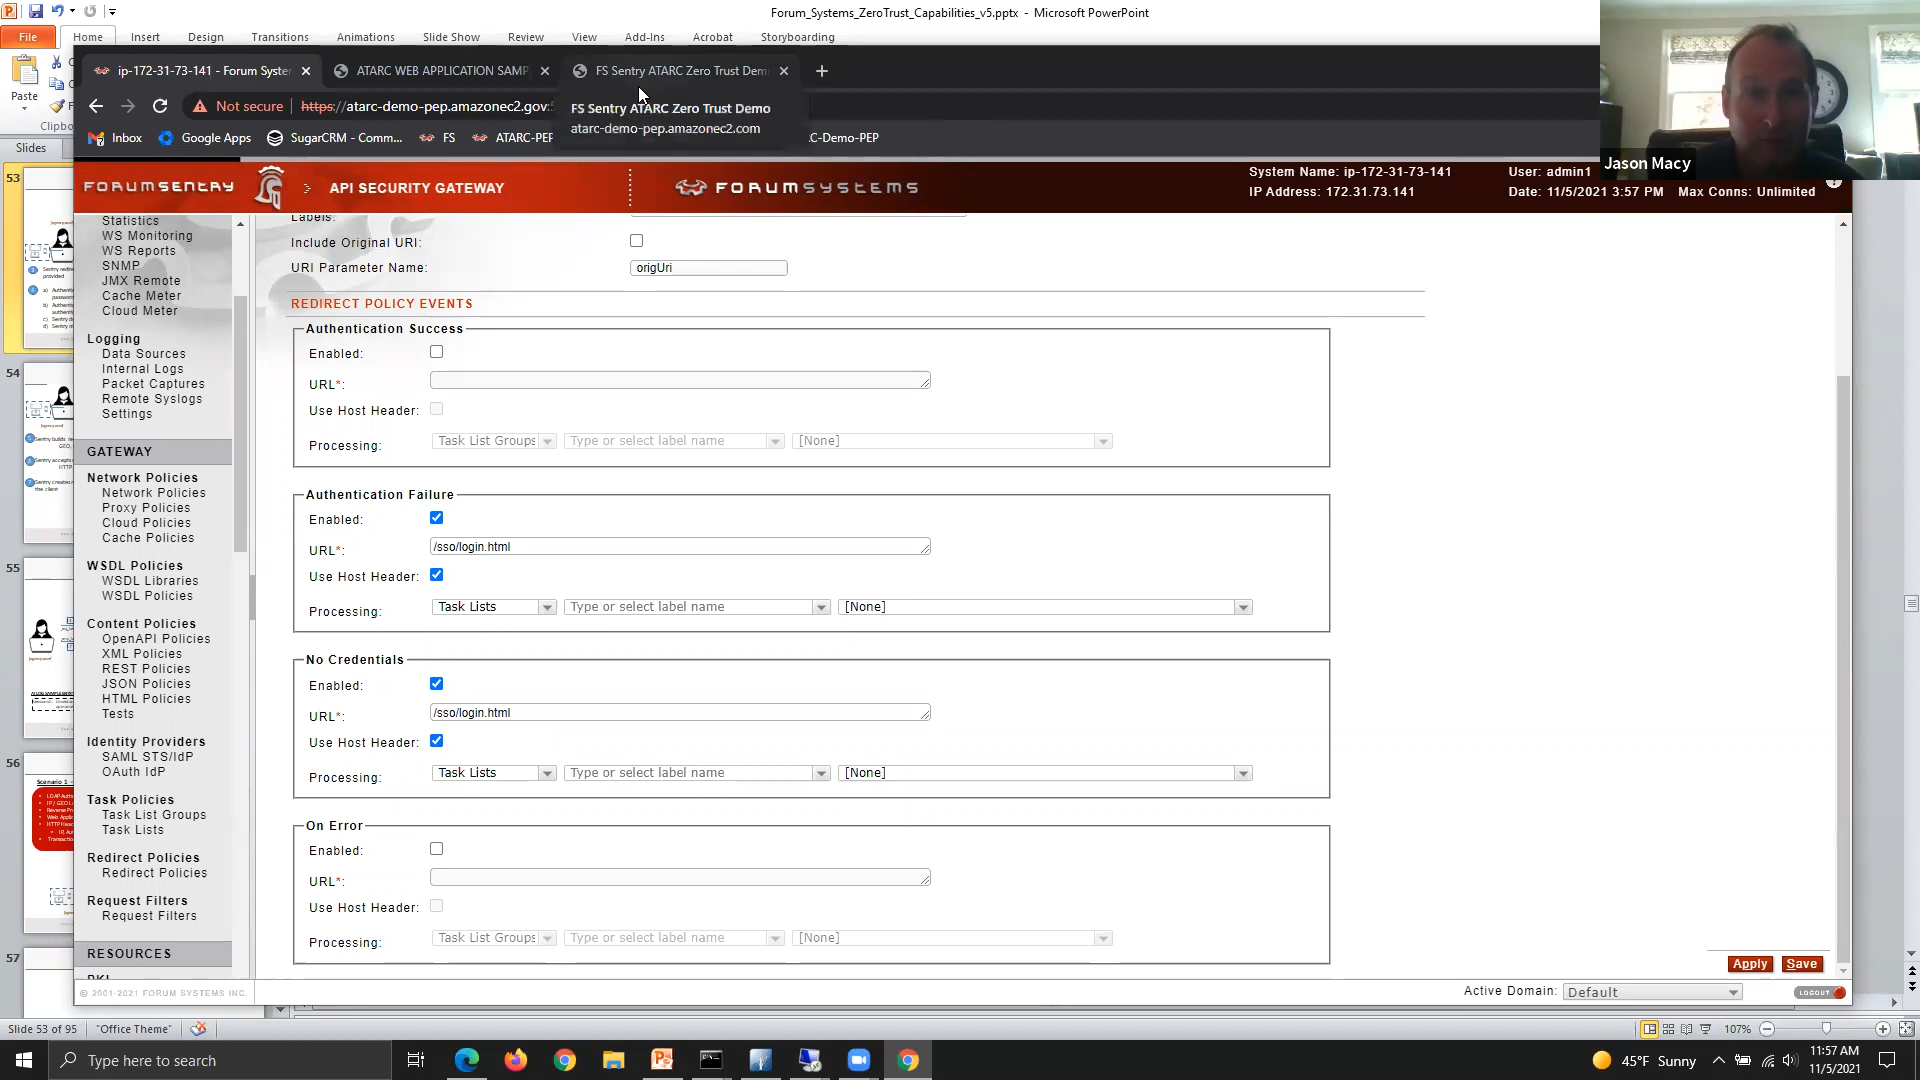 Forum_Systems_ZeroTrust_Capabilities_v5.pptx - Microsoft PowerPoint
File Home Insert Design Transitions Animations Slide Show Review View Add-Ins Acrobat Storyboarding
ip-172-31-73-141 - Forum Syste
ATARC WEB APPLICATION SAMP
FS Sentry ATARC Zero Trust Dem
Paste
Not secure https://atarc-demo-pep.amazonec2.gov:5
FS Sentry ATARC Zero Trust Demo
atarc-demo-pep.amazonec2.com
Clipbo
Inbox Google Apps SugarCRM - Comm... FS ATARC-PEP C-Demo-PEP
Slides
Jason Macy
FORUMSENTRY API SECURITY GATEWAY FORUMSYSTEMS
System Name: ip-172-31-73-141 User: admin1
IP Address: 172.31.73.141 Date: 11/5/2021 3:57 PM Max Conns: Unlimited
53
54
55
56
57
Statistics
WS Monitoring
WS Reports
SNMP
JMX Remote
Cache Meter
Cloud Meter
Logging
Data Sources
Internal Logs
Packet Captures
Remote Syslogs
Settings
GATEWAY
Network Policies
Network Policies
Proxy Policies
Cloud Policies
Cache Policies
WSDL Policies
WSDL Libraries
WSDL Policies
Content Policies
OpenAPI Policies
XML Policies
REST Policies
JSON Policies
HTML Policies
Tests
Identity Providers
SAML STS/IdP
OAuth IdP
Task Policies
Task List Groups
Task Lists
Redirect Policies
Redirect Policies
Request Filters
Request Filters
RESOURCES
PKI
© 2001-2021 FORUM SYSTEMS INC.
Labels:
Include Original URI:
URI Parameter Name: origUri
REDIRECT POLICY EVENTS
Authentication Success
Enabled:
URL*:
Use Host Header:
Processing: Task List Groups Type or select label name [None]
Authentication Failure
Enabled:
URL*: /sso/login.html
Use Host Header:
Processing: Task Lists Type or select label name [None]
No Credentials
Enabled:
URL*: /sso/login.html
Use Host Header:
Processing: Task Lists Type or select label name [None]
On Error
Enabled:
URL*:
Use Host Header:
Processing: Task List Groups Type or select label name [None]
Apply Save
Active Domain: Default LOGOUT
Slide 53 of 95 "Office Theme" 107%
Type here to search
45°F Sunny
11:57 AM
11/5/2021